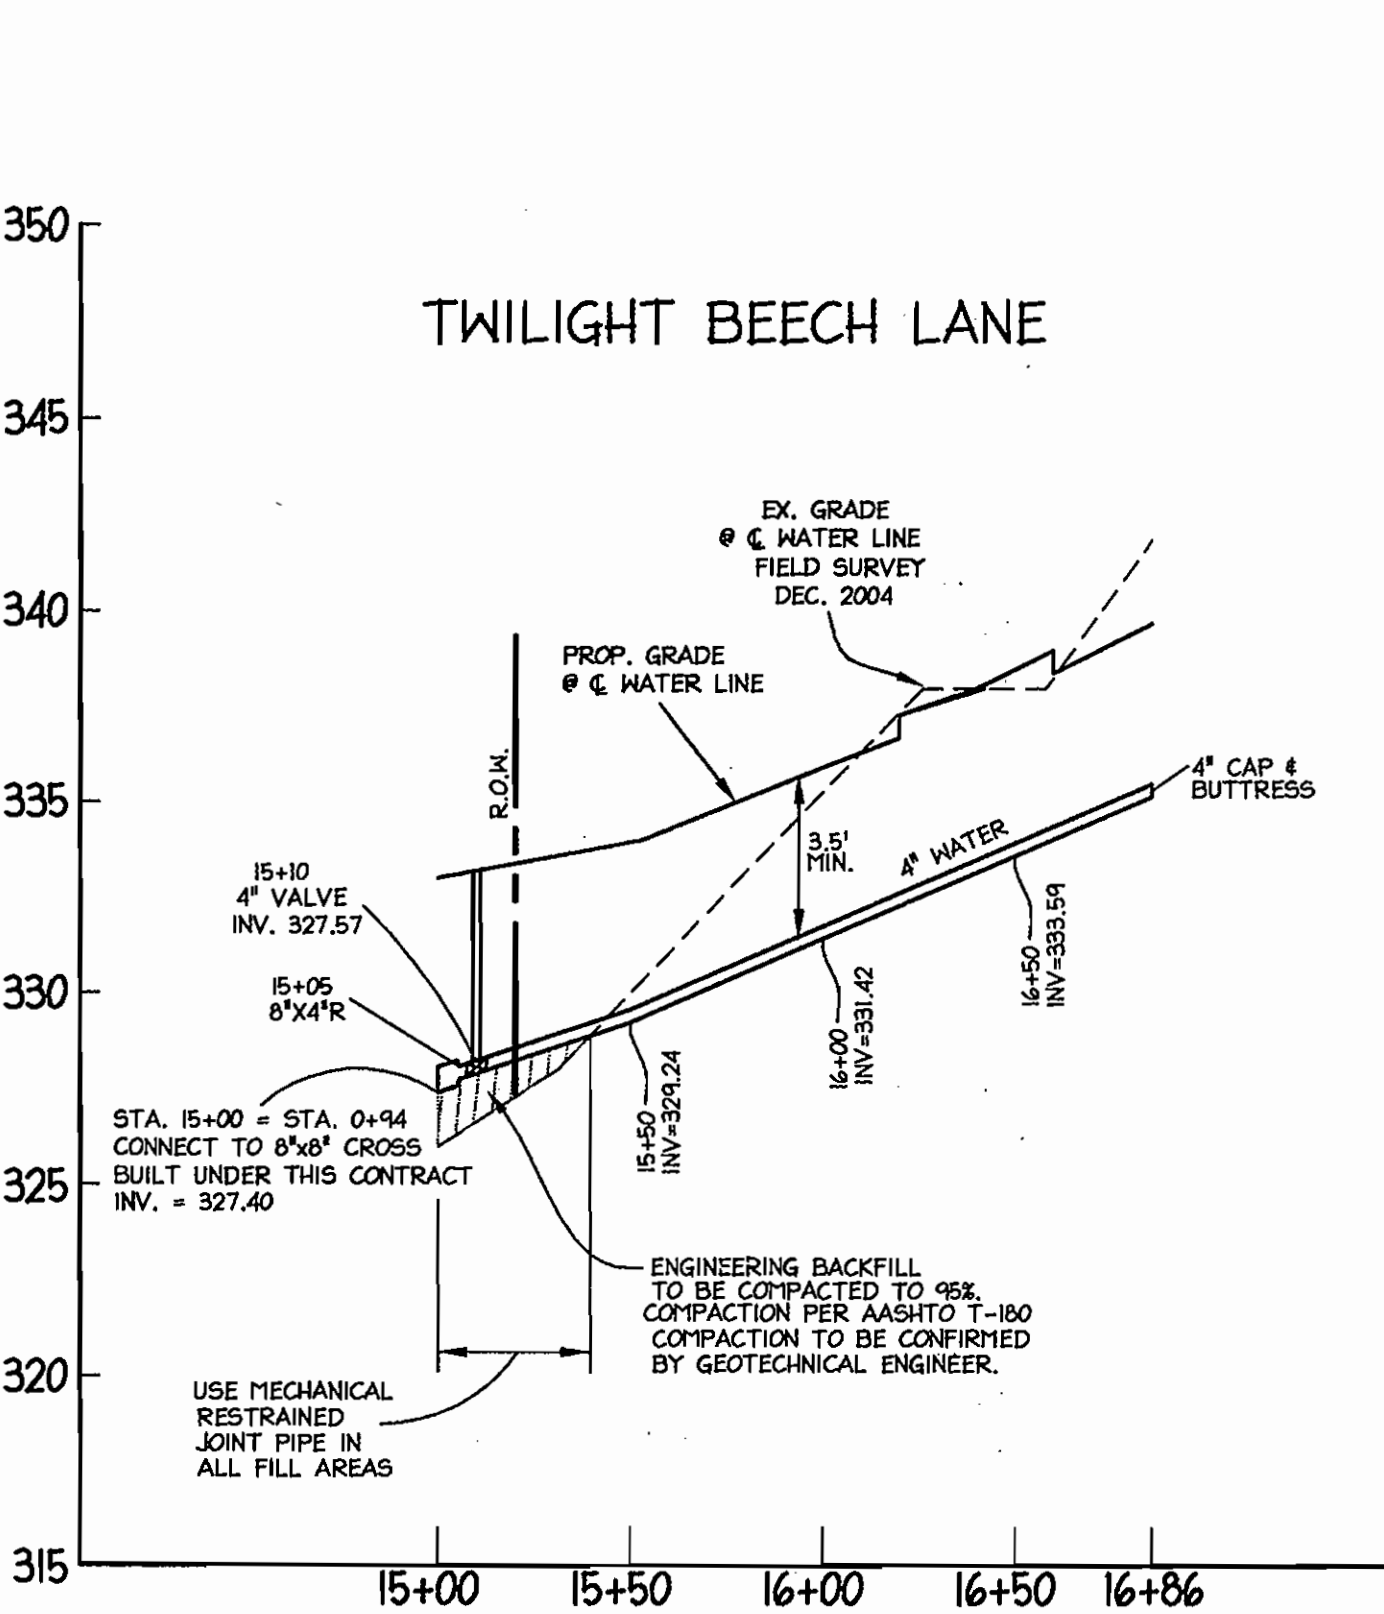 TWILIGHT BEECH LANE
350
345
340
335
330
325
320
315
EX. GRADE
@ ℄ WATER LINE
FIELD SURVEY
DEC. 2004
PROP. GRADE
@ ℄ WATER LINE
R.O.W.
4" CAP &
BUTTRESS
3.5'
MIN.
4" WATER
15+10
4" VALVE
INV. 327.57
15+05
8"X4"R
STA. 15+00 = STA. 0+94
CONNECT TO 8"x8" CROSS
BUILT UNDER THIS CONTRACT
INV. = 327.40
15+50
INV=329.24
16+00
INV=331.42
16+50
INV=333.59
ENGINEERING BACKFILL
TO BE COMPACTED TO 95%.
COMPACTION PER AASHTO T-180
COMPACTION TO BE CONFIRMED
BY GEOTECHNICAL ENGINEER.
USE MECHANICAL
RESTRAINED
JOINT PIPE IN
ALL FILL AREAS
15+00 15+50 16+00 16+50 16+86